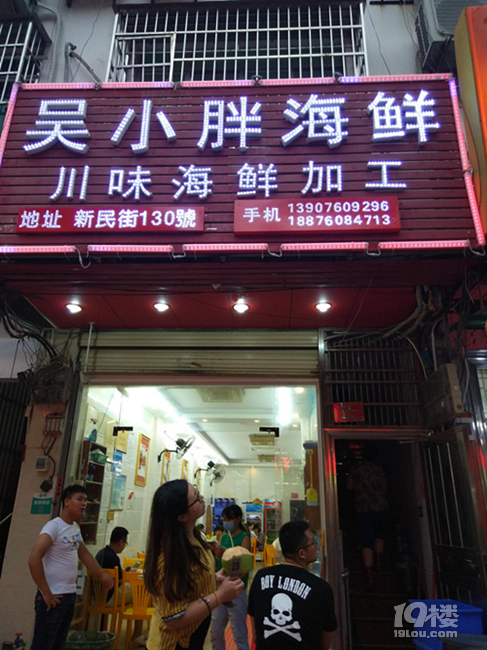 吴小胖海鲜
川味海鲜加工
地址 新民街130號
手机 13907609296
18876084713
BOY LONDON
19楼
19lou.com